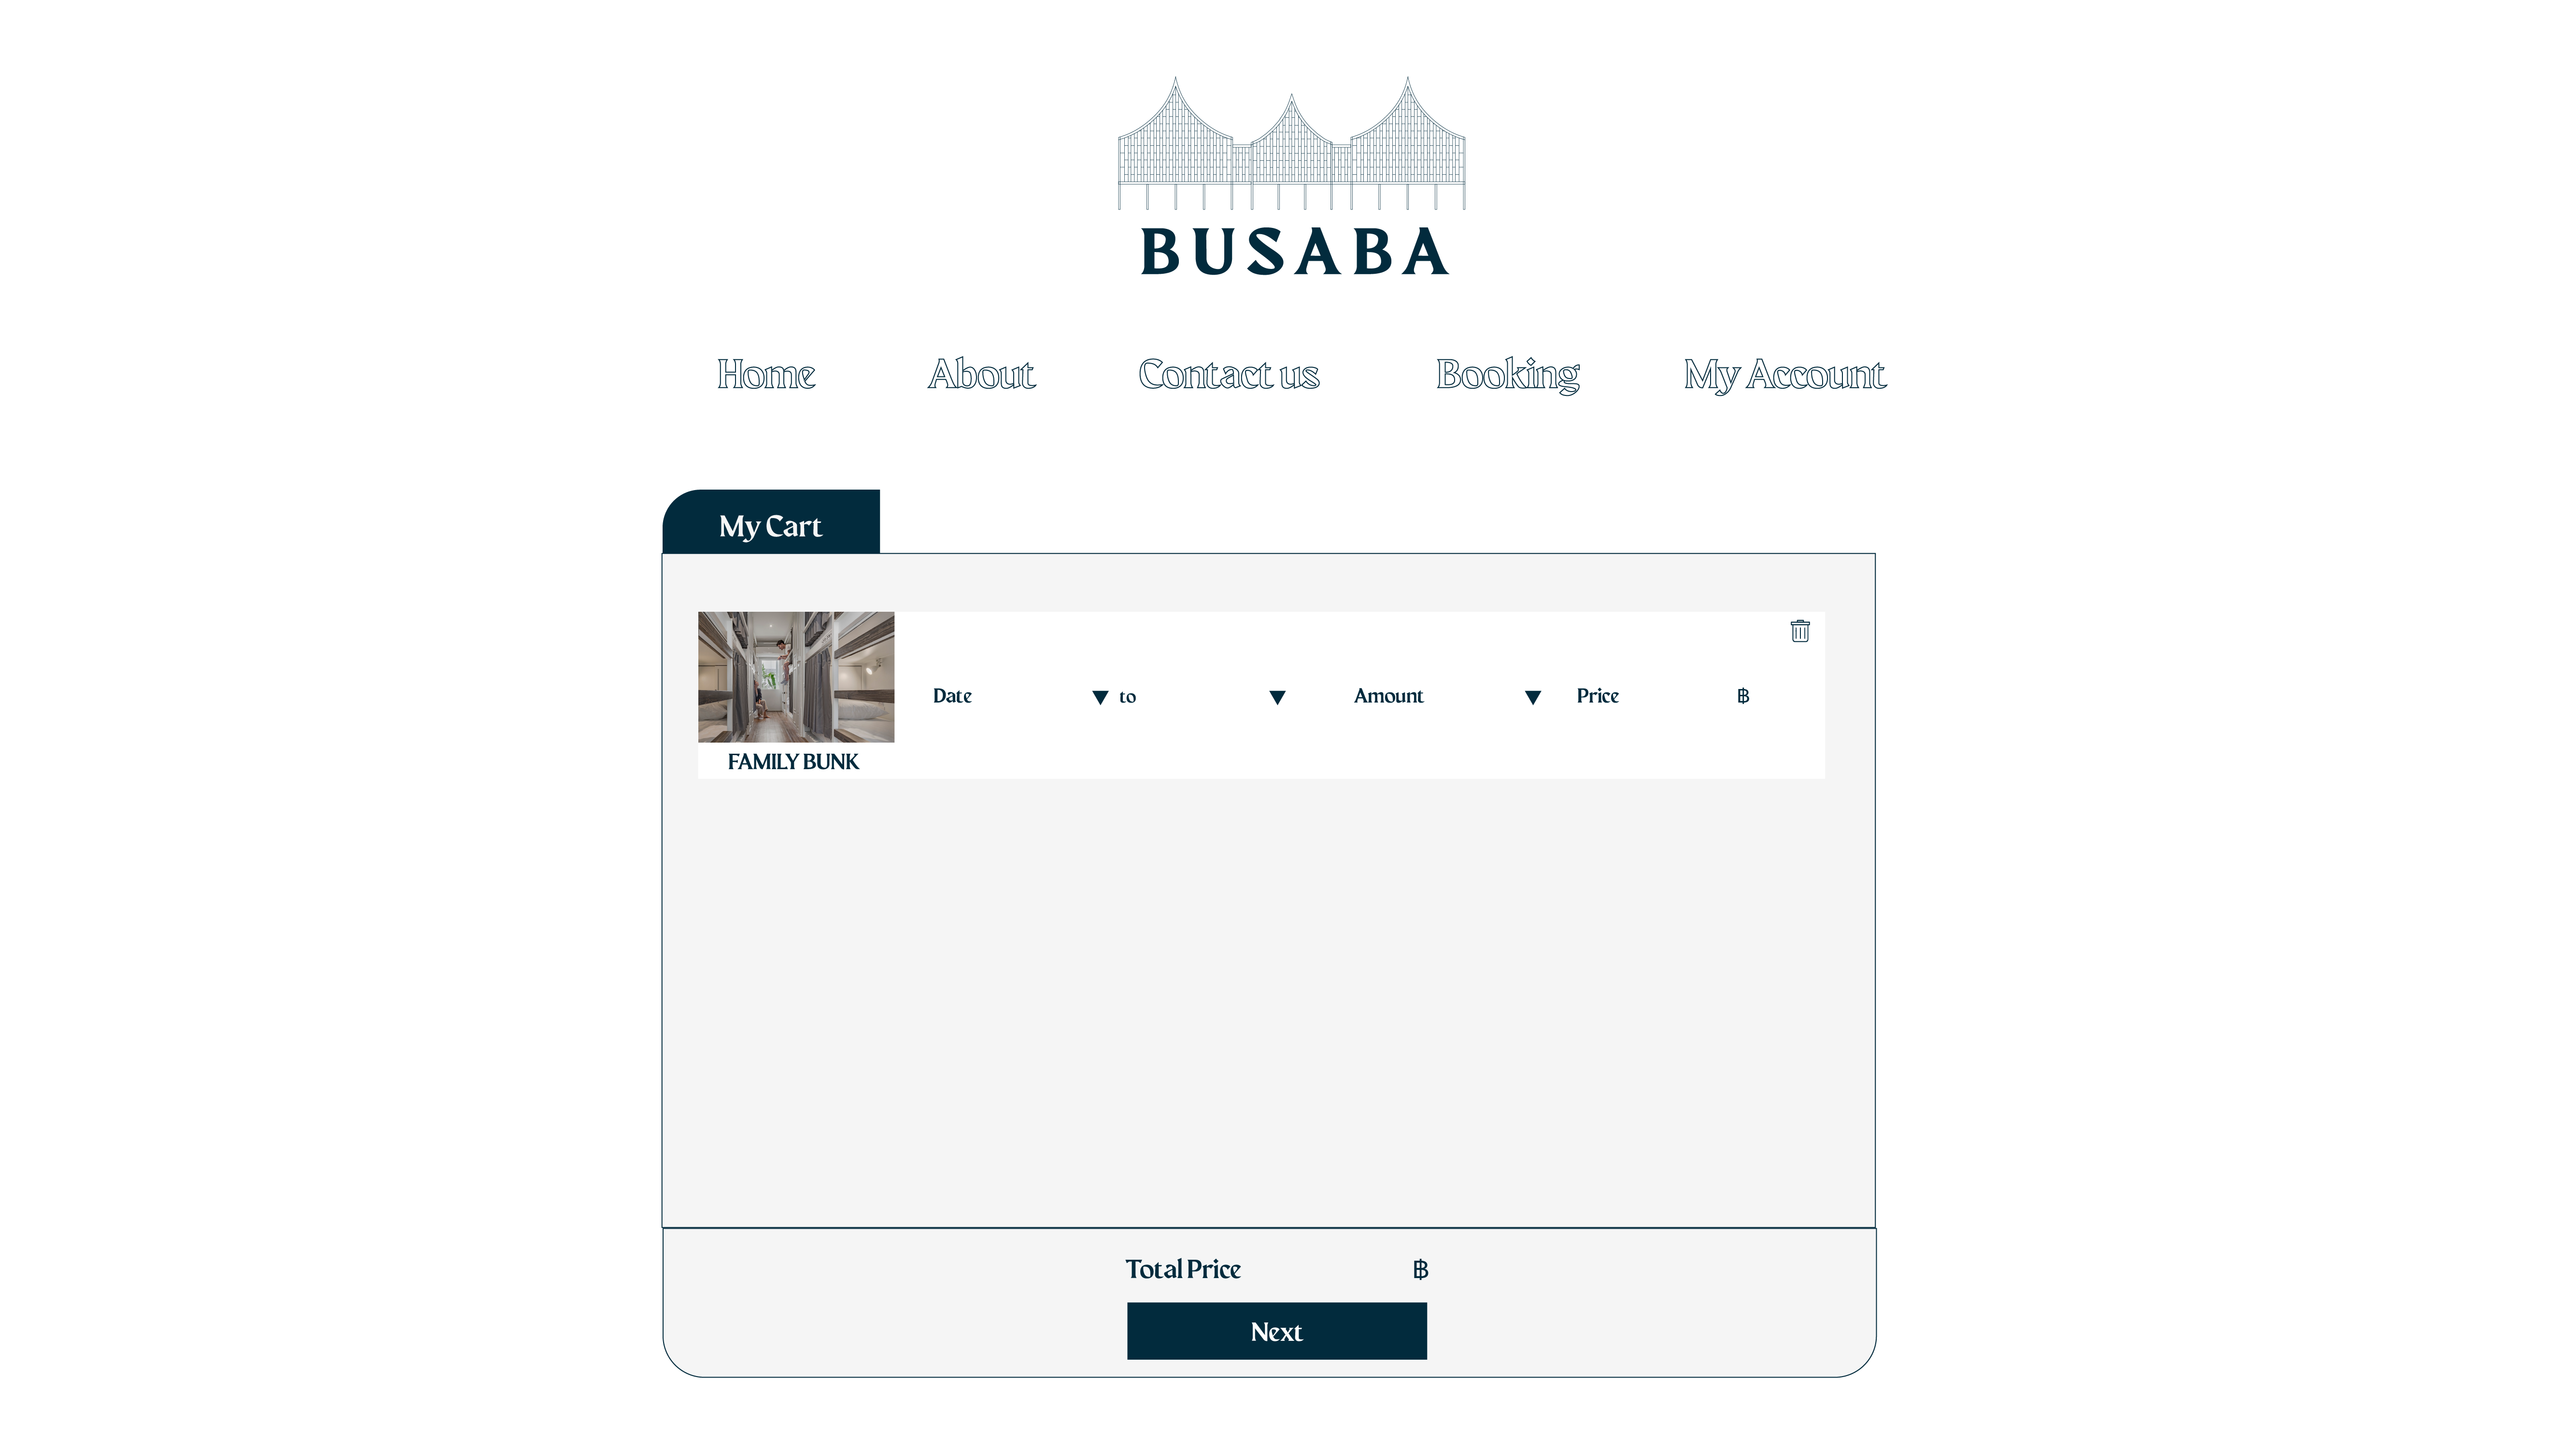 BUSABA
Home About Contact us Booking My Account
My Cart
Date to Amount Price ฿
FAMILY BUNK
Total Price ฿
Next